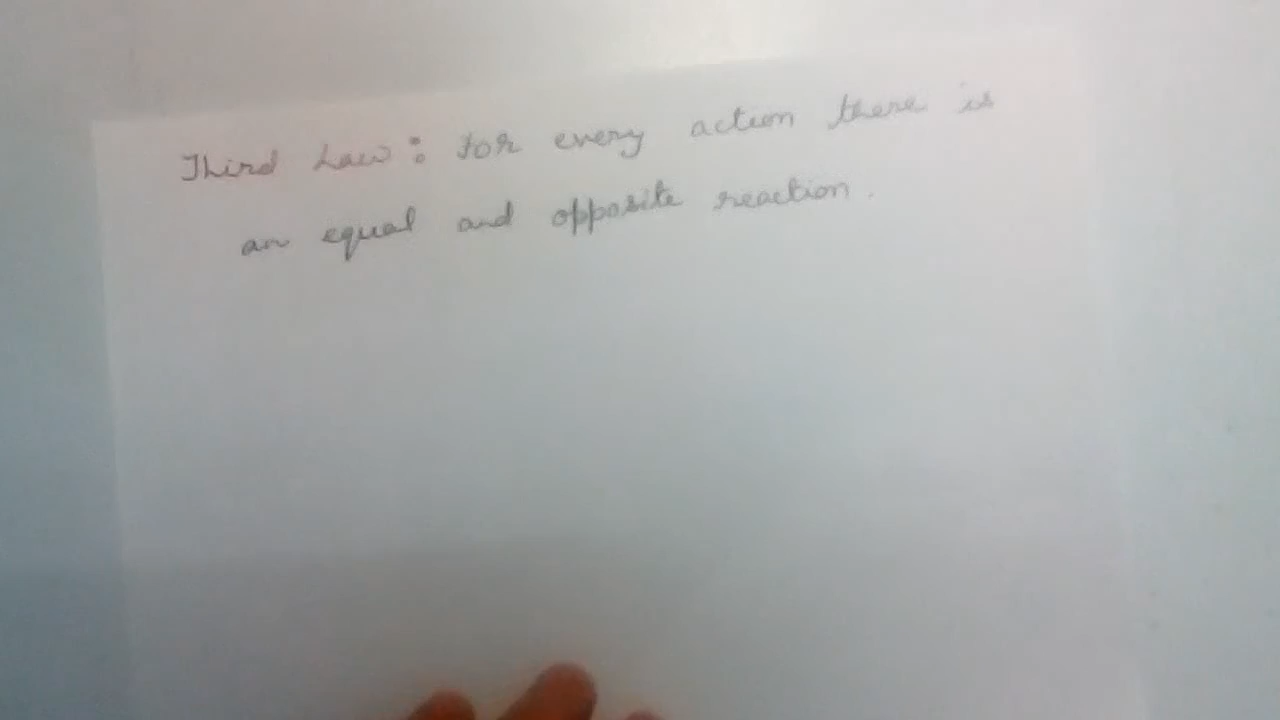 Third Law: For every action there is
an equal and opposite reaction.